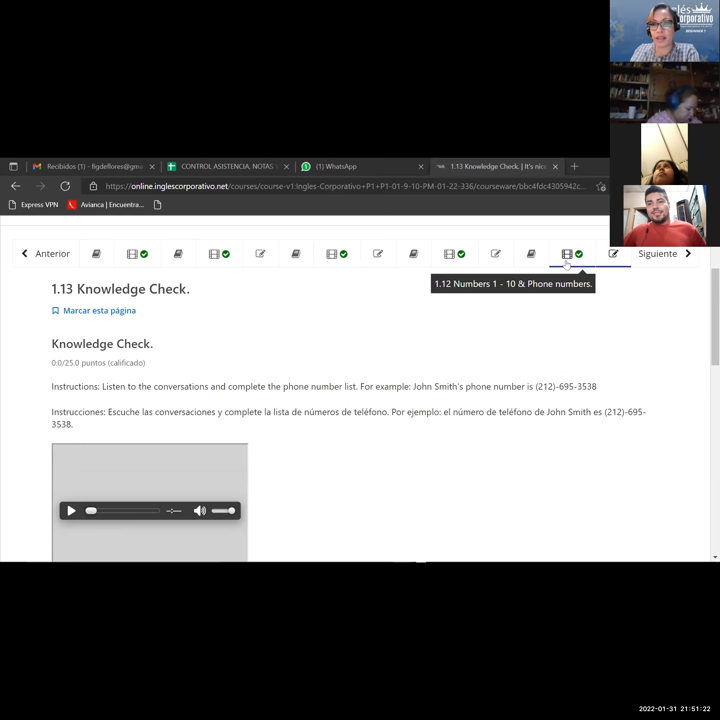 Inglés
Corporativo
BEGINNER 1
Recibidos (1) - figdeflores@gma
CONTROL ASISTENCIA, NOTAS
(1) WhatsApp
1.13 Knowledge Check. | It's nice
https://online.inglescorporativo.net/courses/course-v1:Ingles-Corporativo+P1+P1-01-9-10-PM-01-22-336/courseware/bbc4fdc4305942c...
Express VPN
Avianca | Encuentra...
Anterior
Siguiente
1.12 Numbers 1 - 10 & Phone numbers.
1.13 Knowledge Check.
Marcar esta página
Knowledge Check.
0.0/25.0 puntos (calificado)
Instructions: Listen to the conversations and complete the phone number list. For example: John Smith's phone number is (212)-695-3538
Instrucciones: Escuche las conversaciones y complete la lista de números de teléfono. Por ejemplo: el número de teléfono de John Smith es (212)-695-
3538.
2022-01-31 21:51:22